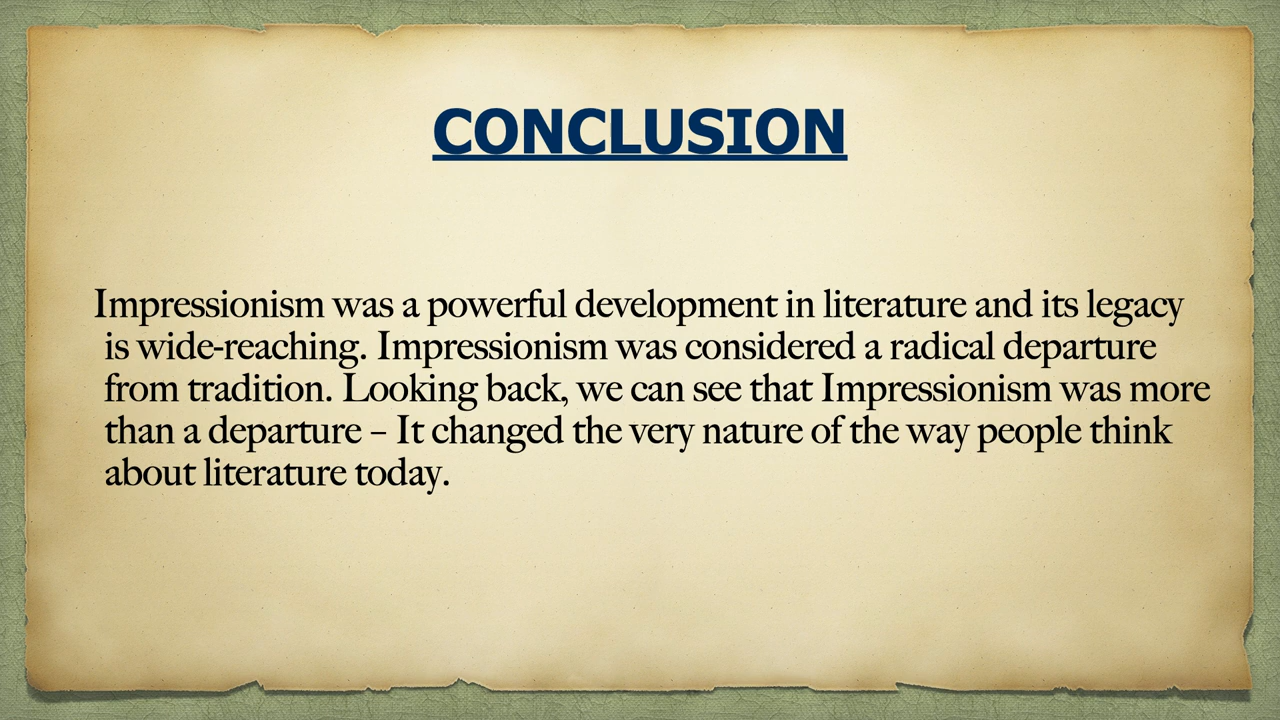 CONCLUSION
Impressionism was a powerful development in literature and its legacy
is wide-reaching. Impressionism was considered a radical departure
from tradition. Looking back, we can see that Impressionism was more
than a departure – It changed the very nature of the way people think
about literature today.